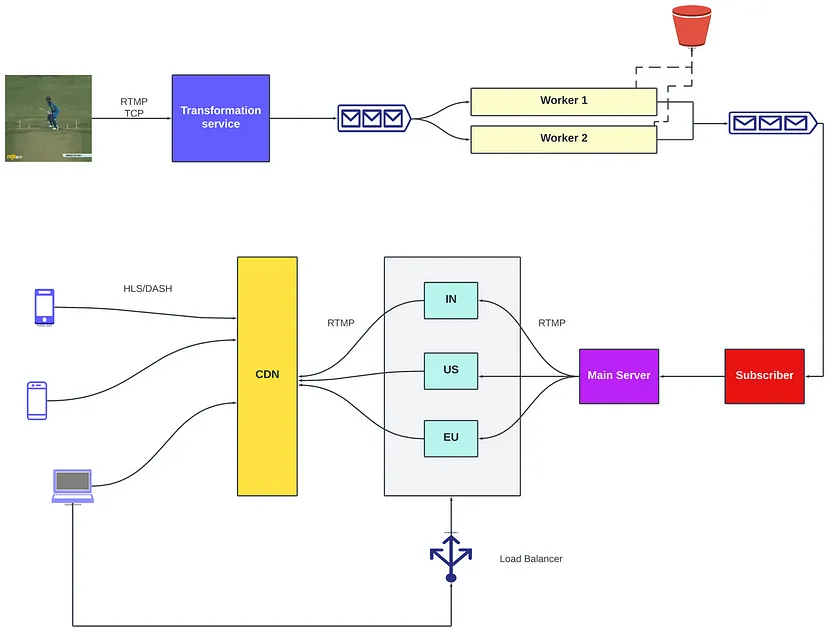 RTMP
TCP
Transformation
service
Worker 1
Worker 2
HLS/DASH
RTMP
IN
RTMP
US
CDN
Main Server
Subscriber
EU
Load Balancer